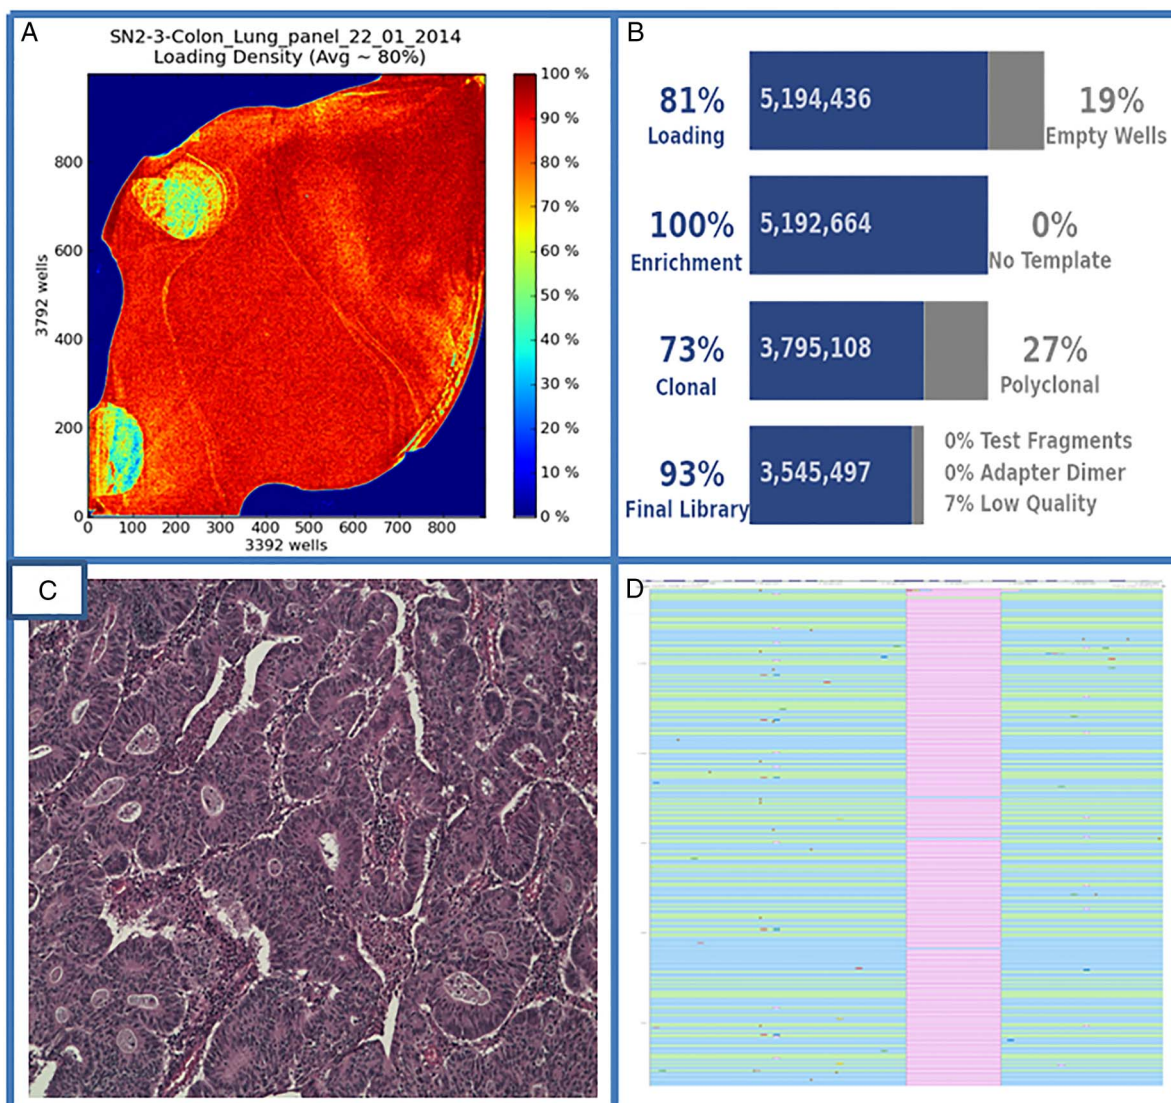 A
SN2-3-Colon_Lung_panel_22_01_2014
Loading Density (Avg ~ 80%)
3792 wells
800
600
400
200
0
0 100 200 300 400 500 600 700 800
3392 wells
100 %
90 %
80 %
70 %
60 %
50 %
40 %
30 %
20 %
10 %
0 %
B
81%
Loading
5,194,436
19%
Empty Wells
100%
Enrichment
5,192,664
0%
No Template
73%
Clonal
3,795,108
27%
Polyclonal
93%
Final Library
3,545,497
0% Test Fragments
0% Adapter Dimer
7% Low Quality
C
D